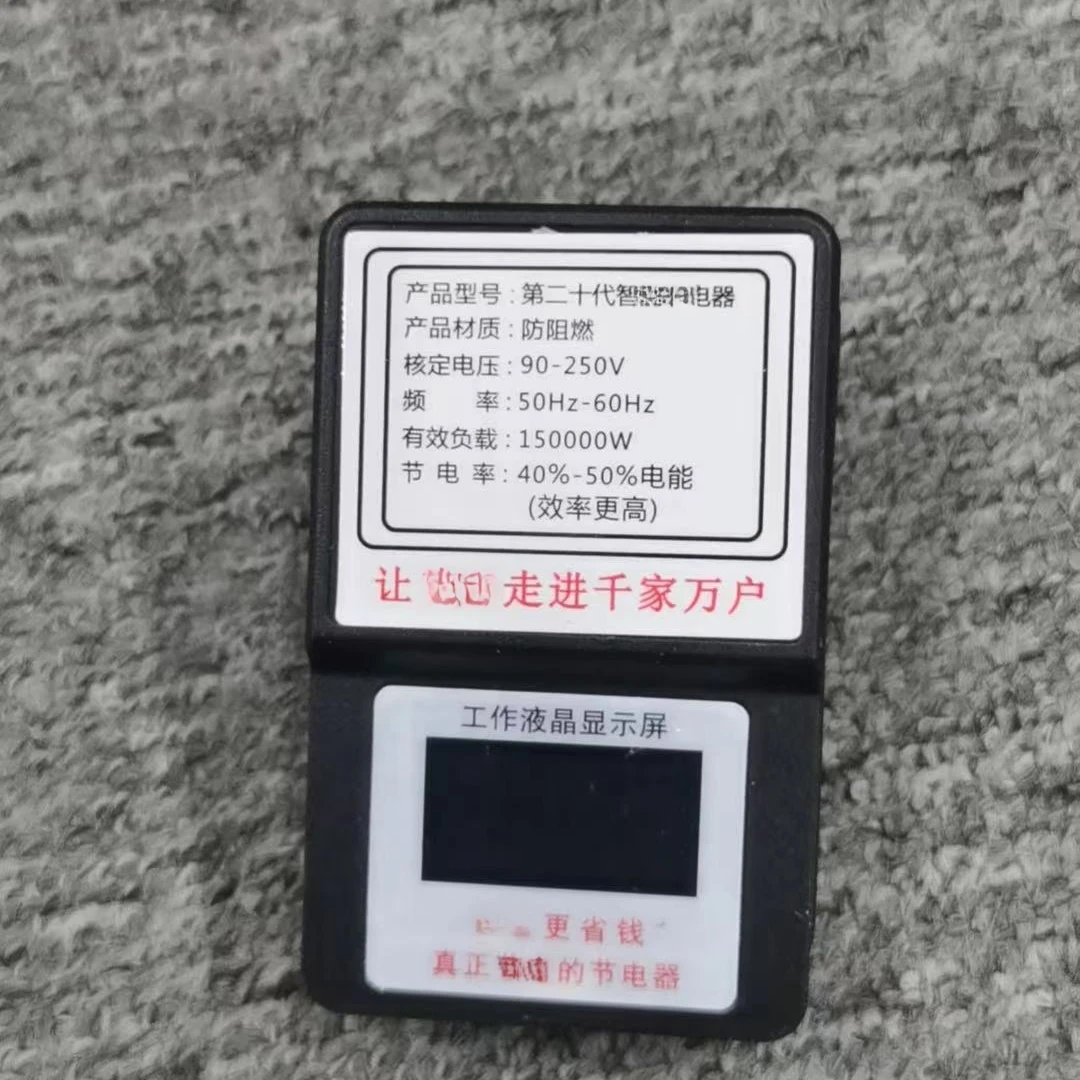 产品型号:第二十代智电器
产品材质:防阻燃
核定电压:90-250V
频 率:50Hz-60Hz
有效负载:150000W
节 电 率:40%-50%电能
(效率更高)
让 走进千家万户
工作液晶显示屏
更省钱
真正 的节电器